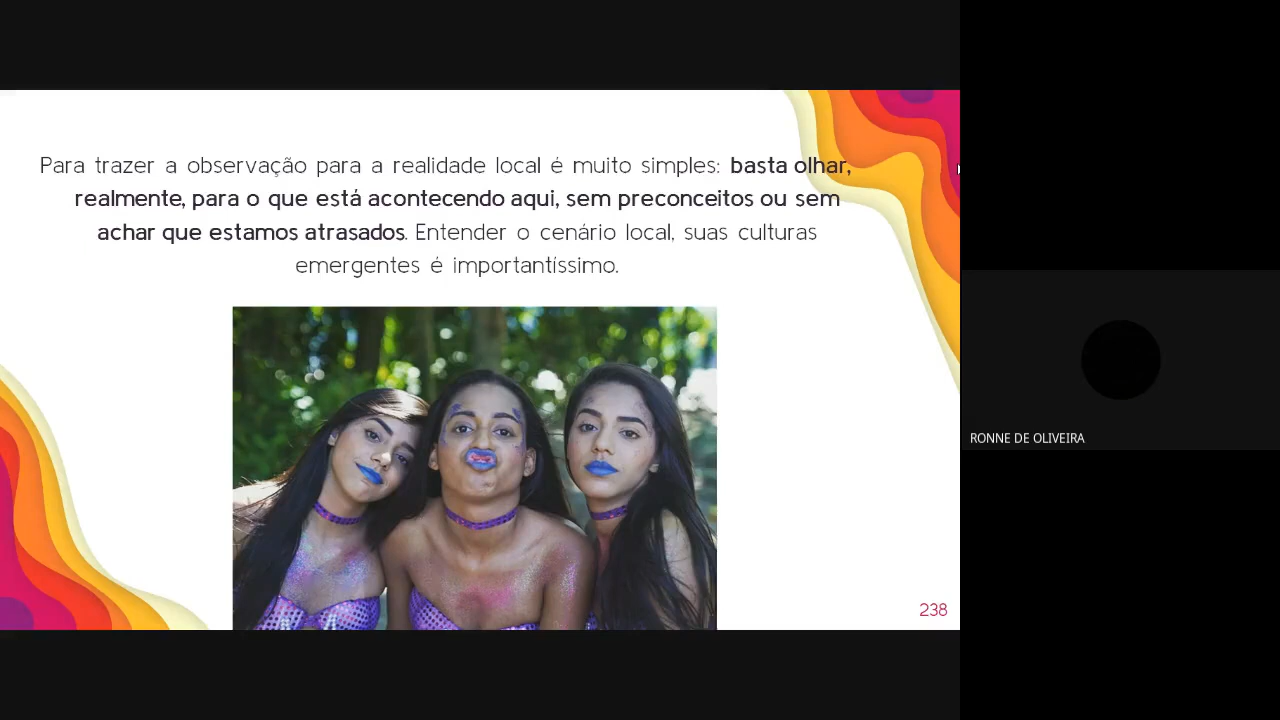 Para trazer a observação para a realidade local é muito simples: basta olhar,
realmente, para o que está acontecendo aqui, sem preconceitos ou sem
achar que estamos atrasados. Entender o cenário local, suas culturas
emergentes é importantíssimo.
RONNE DE OLIVEIRA
238